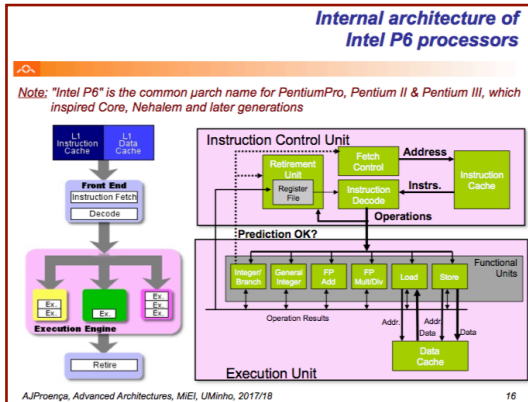 Internal architecture of
Intel P6 processors
Note: "Intel P6" is the common µarch name for PentiumPro, Pentium II & Pentium III, which
inspired Core, Nehalem and later generations
L1
Instruction
Cache
L1
Data
Cache
Front End
Instruction Fetch
Decode
Ex.
Ex.
Ex.
Ex.
Ex.
Ex.
Execution Engine
Retire
Instruction Control Unit
Retirement
Unit
Register
File
Fetch
Control
Instruction
Decode
Address
Instrs.
Instruction
Cache
Operations
Prediction OK?
Functional
Units
Integer/
Branch
General
Integer
FP
Add
FP
Mult/Div
Load
Store
Operation Results
Addr.
Data
Addr.
Data
Data
Cache
Execution Unit
AJProença, Advanced Architectures, MiEI, UMinho, 2017/18
16